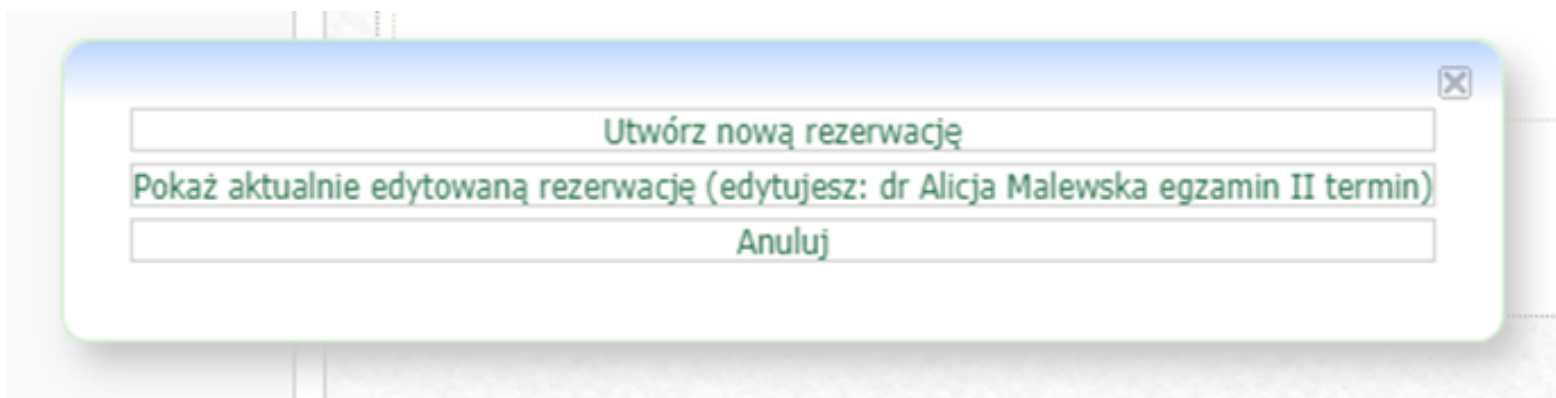 Utwórz nową rezerwację
Pokaż aktualnie edytowaną rezerwację (edytujesz: dr Alicja Malewska egzamin II termin)
Anuluj